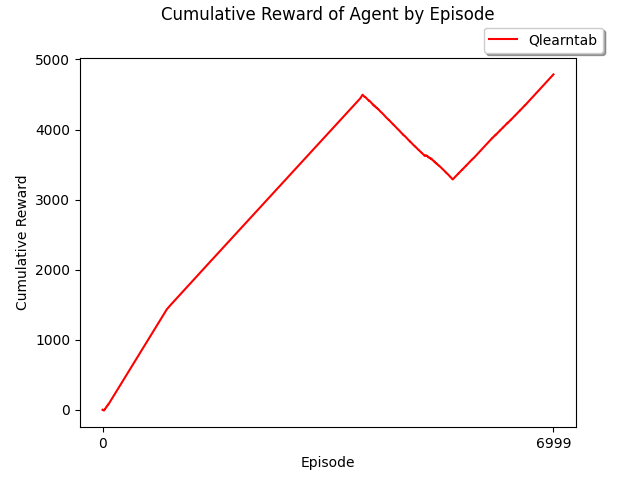 Cumulative Reward of Agent by Episode
Qlearntab
5000
4000
3000
2000
1000
0
Cumulative Reward
0 6999
Episode